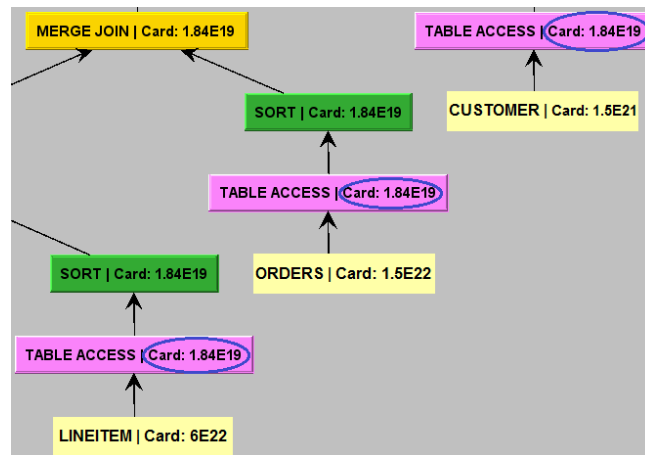 MERGE JOIN | Card: 1.84E19
TABLE ACCESS | Card: 1.84E19
SORT | Card: 1.84E19
CUSTOMER | Card: 1.5E21
TABLE ACCESS | Card: 1.84E19
ORDERS | Card: 1.5E22
SORT | Card: 1.84E19
TABLE ACCESS | Card: 1.84E19
LINEITEM | Card: 6E22